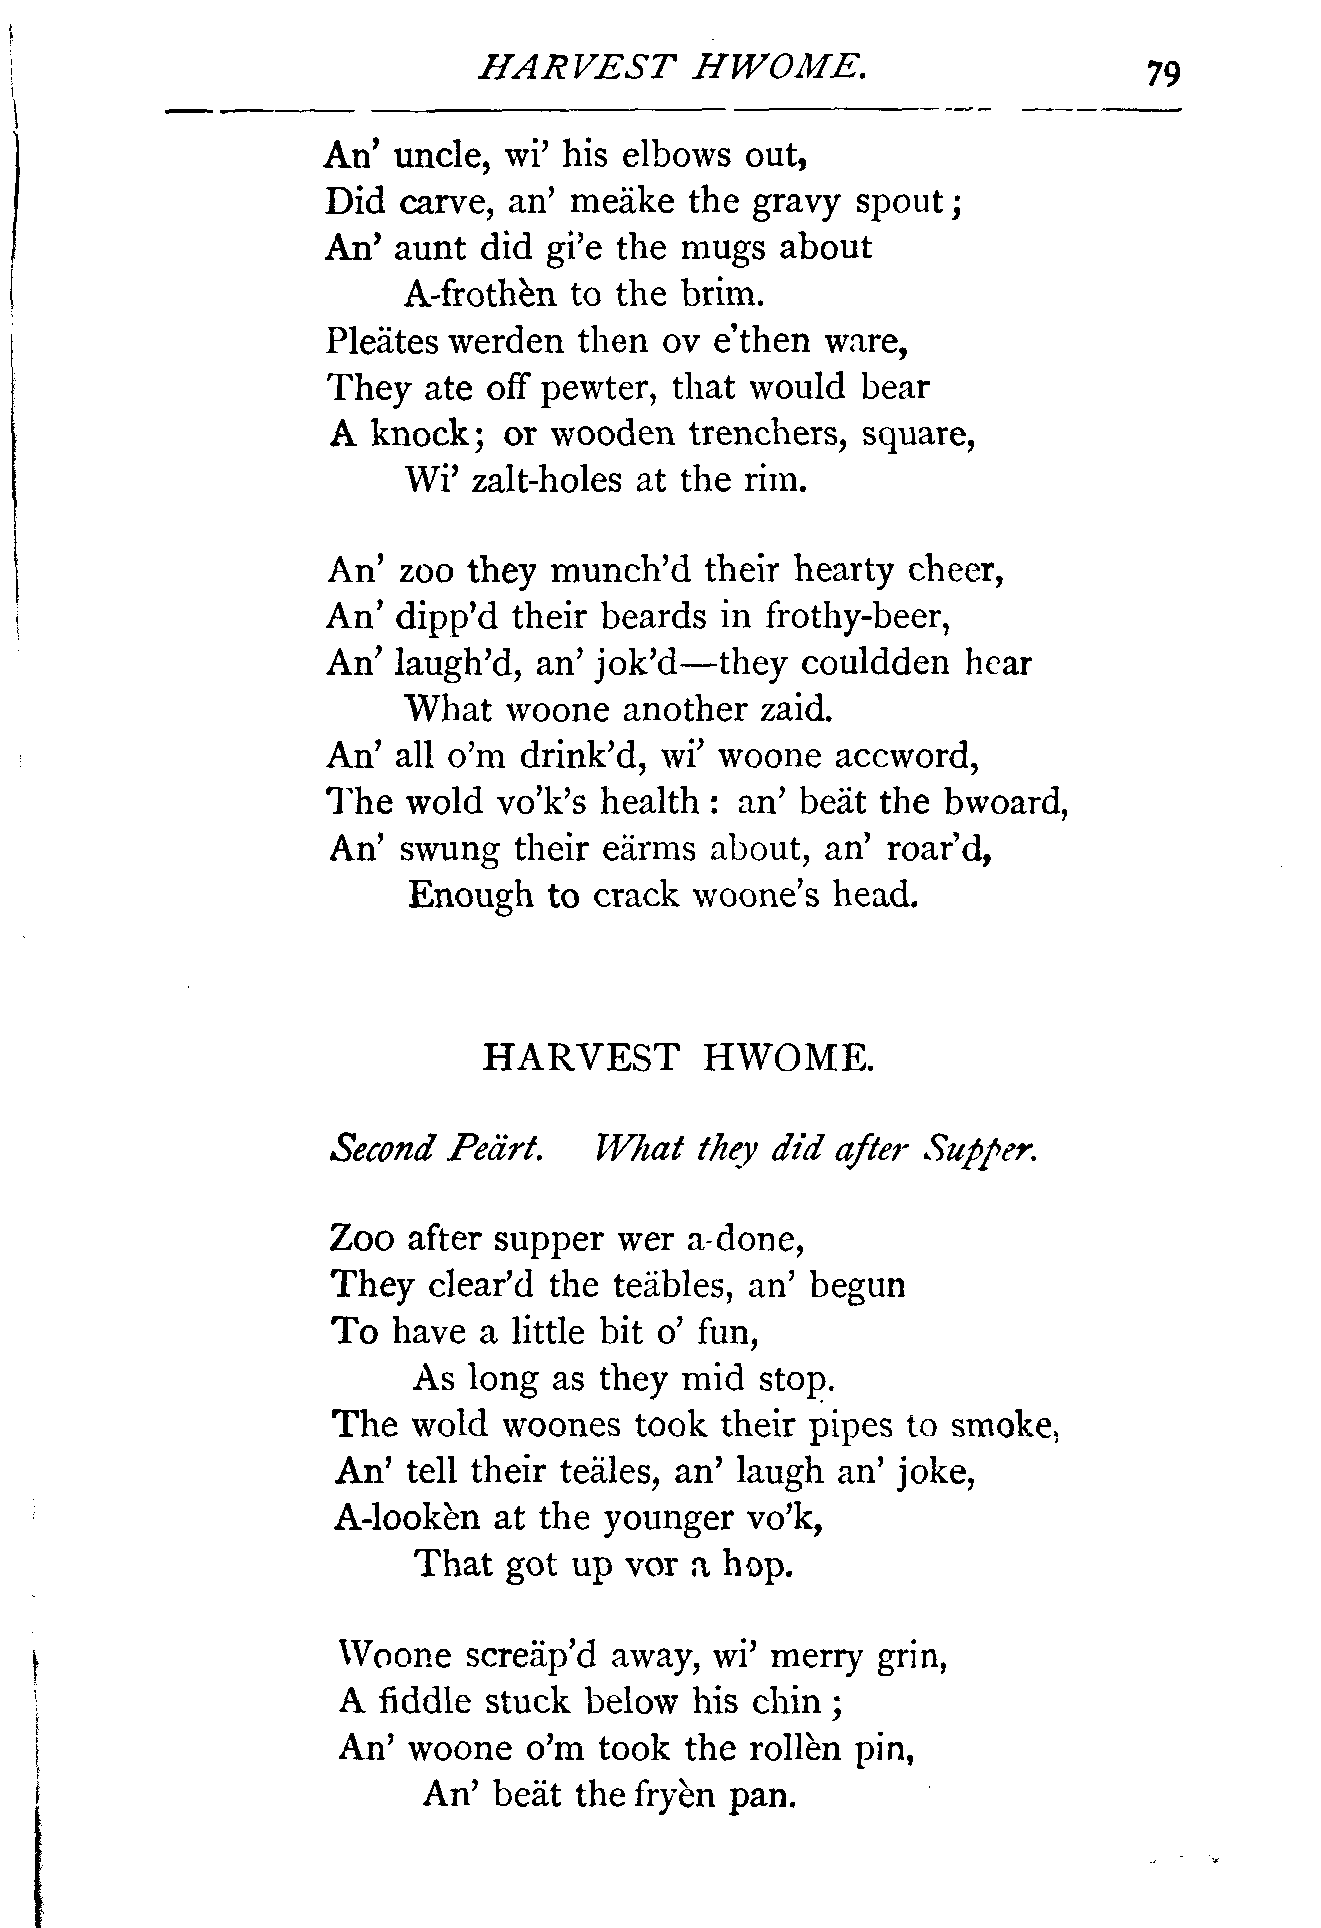 HARVEST HWOME. 79
An' uncle, wi' his elbows out,
Did carve, an' meäke the gravy spout;
An' aunt did gi'e the mugs about
A-frothèn to the brim.
Pleätes werden then ov e'then ware,
They ate off pewter, that would bear
A knock; or wooden trenchers, square,
Wi' zalt-holes at the rim.
An' zoo they munch'd their hearty cheer,
An' dipp'd their beards in frothy-beer,
An' laugh'd, an' jok'd—they couldden hear
What woone another zaid.
An' all o'm drink'd, wi' woone accword,
The wold vo'k's health: an' beät the bwoard,
An' swung their eärms about, an' roar'd,
Enough to crack woone's head.
HARVEST HWOME.
Second Peärt. What they did after Supper.
Zoo after supper wer a-done,
They clear'd the teäbles, an' begun
To have a little bit o' fun,
As long as they mid stop.
The wold woones took their pipes to smoke,
An' tell their teäles, an' laugh an' joke,
A-lookèn at the younger vo'k,
That got up vor a hop.
Woone screäp'd away, wi' merry grin,
A fiddle stuck below his chin;
An' woone o'm took the rollèn pin,
An' beät the fryèn pan.